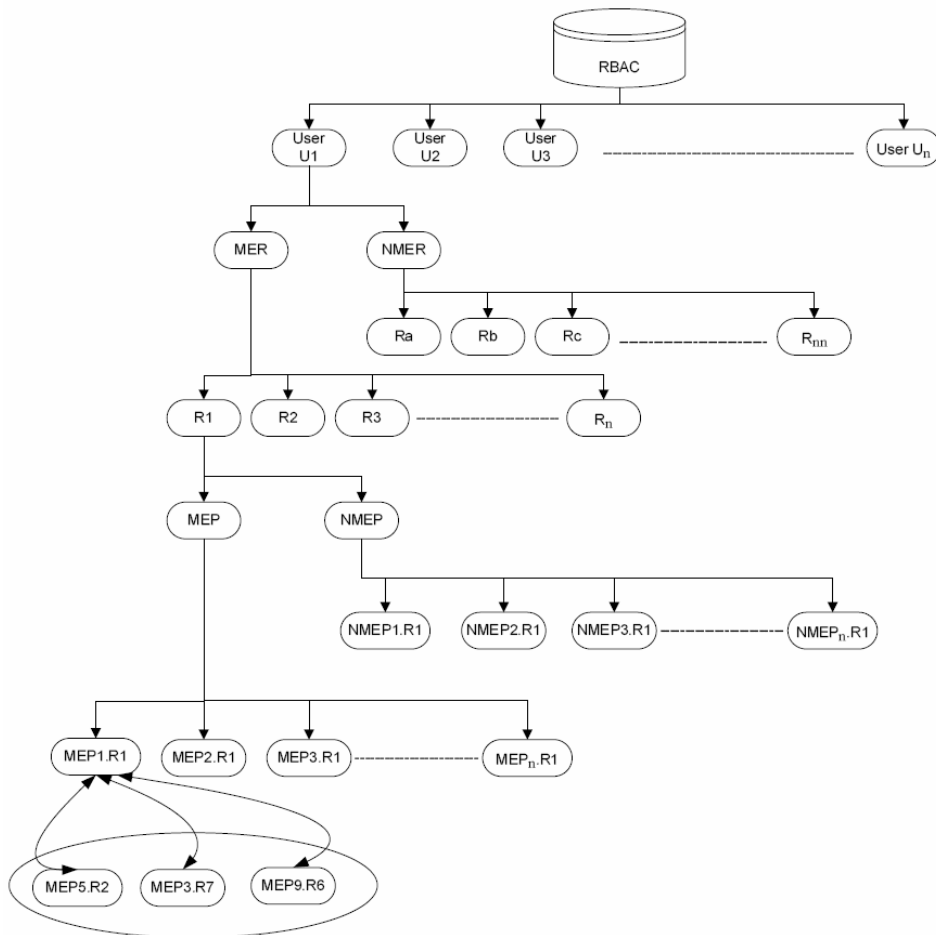 RBAC
User U1
User U2
User U3
User Uₙ
MER
NMER
Ra
Rb
Rc
Rₙₙ
R1
R2
R3
Rₙ
MEP
NMEP
NMEP1.R1
NMEP2.R1
NMEP3.R1
NMEPₙ.R1
MEP1.R1
MEP2.R1
MEP3.R1
MEPₙ.R1
MEP5.R2
MEP3.R7
MEP9.R6